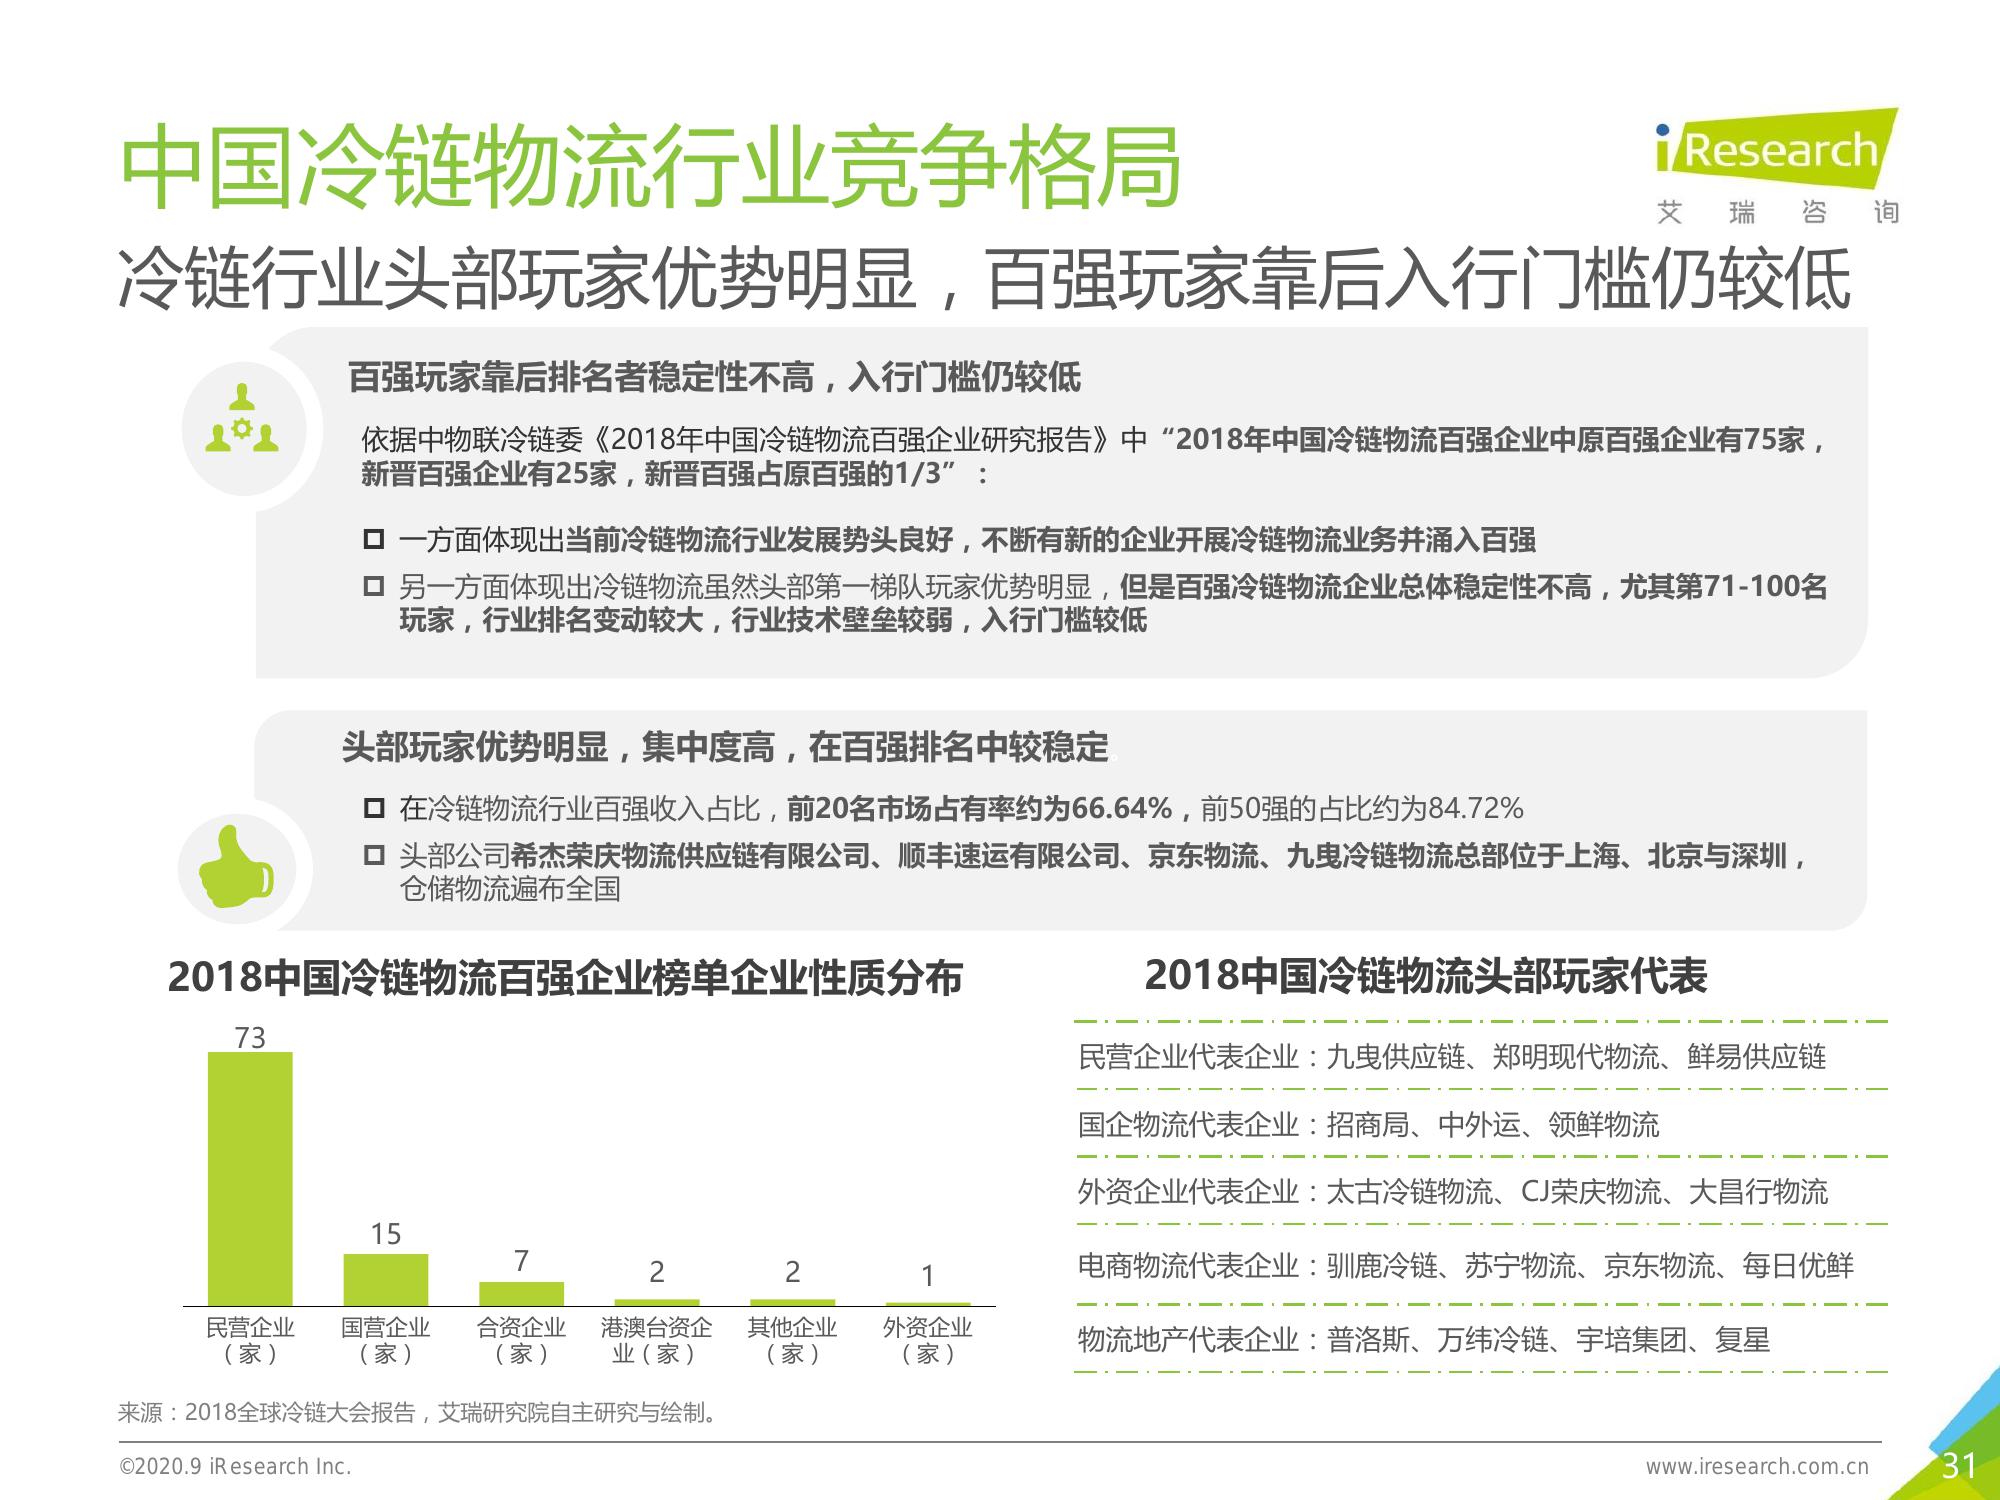 中国冷链物流行业竞争格局
iResearch
艾瑞咨询
冷链行业头部玩家优势明显，百强玩家靠后入行门槛仍较低
百强玩家靠后排名者稳定性不高，入行门槛仍较低
依据中物联冷链委《2018年中国冷链物流百强企业研究报告》中“2018年中国冷链物流百强企业中原百强企业有75家，
新晋百强企业有25家，新晋百强占原百强的1/3”：
一方面体现出当前冷链物流行业发展势头良好，不断有新的企业开展冷链物流业务并涌入百强
另一方面体现出冷链物流虽然头部第一梯队玩家优势明显，但是百强冷链物流企业总体稳定性不高，尤其第71-100名
玩家，行业排名变动较大，行业技术壁垒较弱，入行门槛较低
头部玩家优势明显，集中度高，在百强排名中较稳定。
在冷链物流行业百强收入占比，前20名市场占有率约为66.64%，前50强的占比约为84.72%
头部公司希杰荣庆物流供应链有限公司、顺丰速运有限公司、京东物流、九曳冷链物流总部位于上海、北京与深圳，
仓储物流遍布全国
2018中国冷链物流百强企业榜单企业性质分布
73
15
7
2
2
1
民营企业（家）
国营企业（家）
合资企业（家）
港澳台资企业（家）
其他企业（家）
外资企业（家）
2018中国冷链物流头部玩家代表
民营企业代表企业：九曳供应链、郑明现代物流、鲜易供应链
国企物流代表企业：招商局、中外运、领鲜物流
外资企业代表企业：太古冷链物流、CJ荣庆物流、大昌行物流
电商物流代表企业：驯鹿冷链、苏宁物流、京东物流、每日优鲜
物流地产代表企业：普洛斯、万纬冷链、宇培集团、复星
来源：2018全球冷链大会报告，艾瑞研究院自主研究与绘制。
©2020.9 iResearch Inc.
www.iresearch.com.cn
31